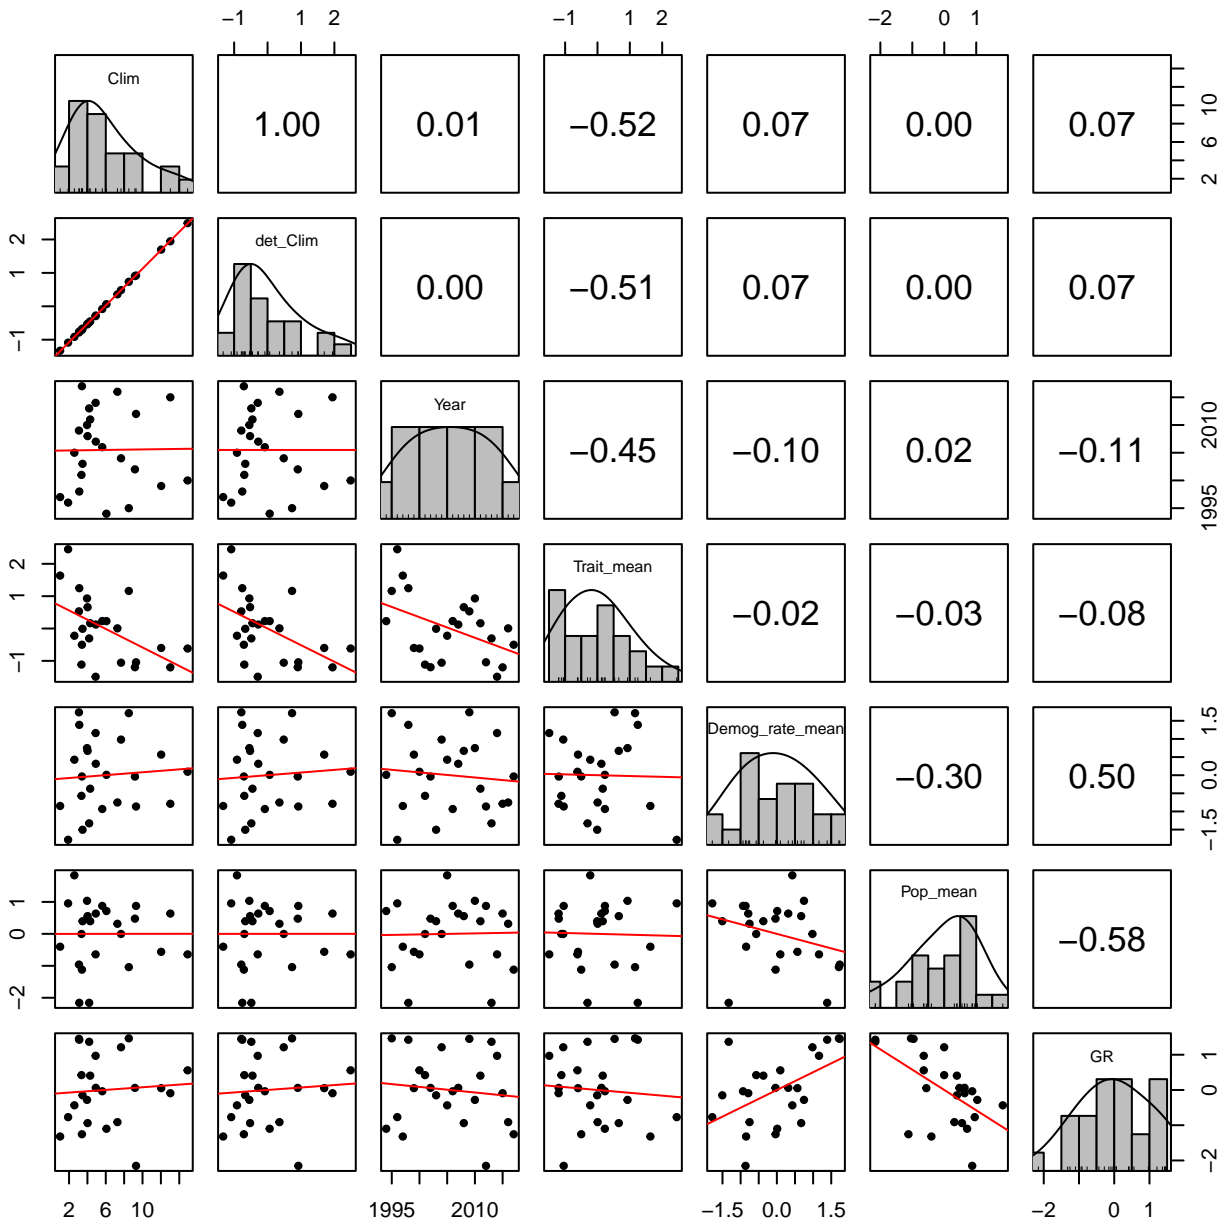 −1 1 2 −1 1 2 −2 0 1
Clim 1.00 0.01 −0.52 0.07 0.00 0.07 2 6 10
−1 1 2 det_Clim 0.00 −0.51 0.07 0.00 0.07
Year −0.45 −0.10 0.02 −0.11 1995 2010
−1 0 1 2 Trait_mean −0.02 −0.03 −0.08
Demog_rate_mean −0.30 0.50 −1.5 0.0 1.5
−2 0 1 Pop_mean −0.58
GR −2 0 1
2 6 10 1995 2010 −1.5 0.0 1.5 −2 0 1